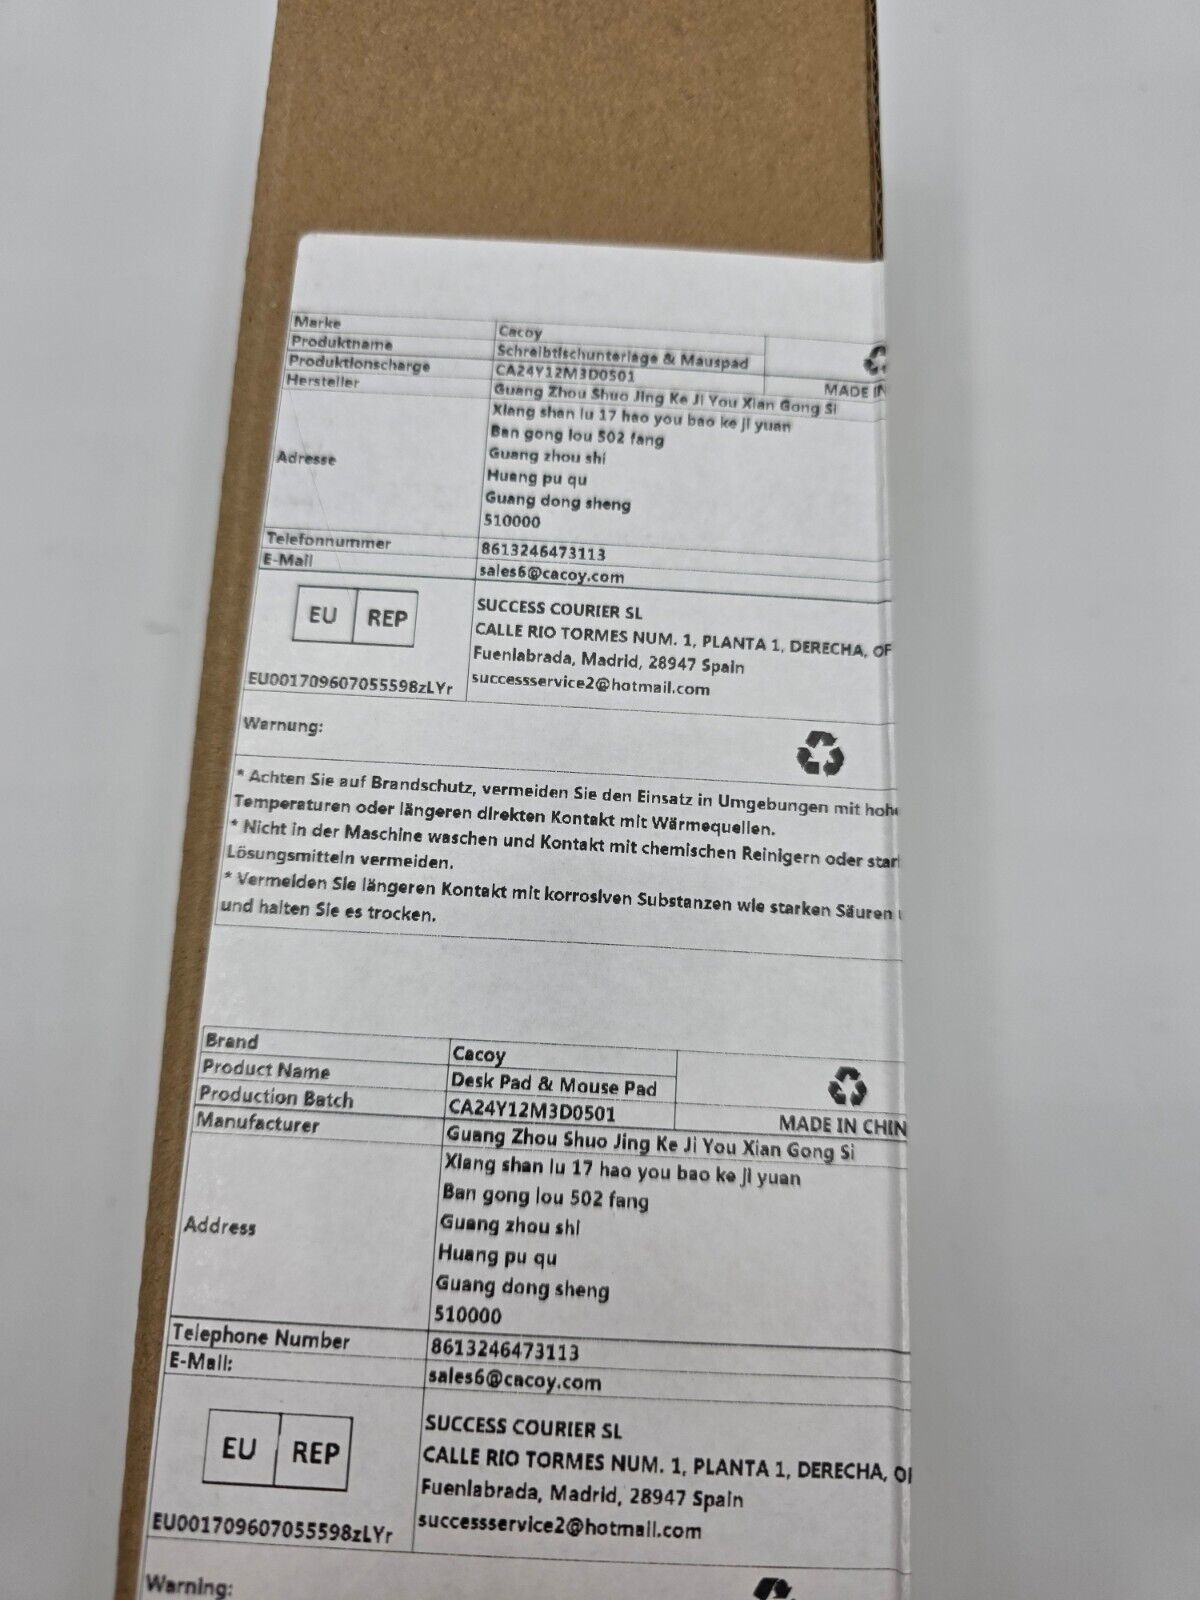 Marke Cacoy
Produktname Schreibtischunterlage & Mauspad
Produktionscharge CA24Y12M3D0501
MADE IN
Hersteller Guang Zhou Shuo Jing Ke Ji You Xian Gong Si
Adresse
Xiang shan lu 17 hao you bao ke ji yuan
Ban gong lou 502 fang
Guang zhou shi
Huang pu qu
Guang dong sheng
510000
Telefonnummer 8613246473113
E-Mail sales6@cacoy.com
EU REP
EU001709607055598zLYr
SUCCESS COURIER SL
CALLE RIO TORMES NUM. 1, PLANTA 1, DERECHA, OF
Fuenlabrada, Madrid, 28947 Spain
successservice2@hotmail.com
Warnung:
* Achten Sie auf Brandschutz, vermeiden Sie den Einsatz in Umgebungen mit hohe
Temperaturen oder längeren direkten Kontakt mit Wärmequellen.
* Nicht in der Maschine waschen und Kontakt mit chemischen Reinigern oder star
Lösungsmitteln vermeiden.
* Vermeiden Sie längeren Kontakt mit korrosiven Substanzen wie starken Säuren
und halten Sie es trocken.
Brand Cacoy
Product Name Desk Pad & Mouse Pad
Production Batch CA24Y12M3D0501
MADE IN CHIN
Manufacturer Guang Zhou Shuo Jing Ke Ji You Xian Gong Si
Address
Xiang shan lu 17 hao you bao ke ji yuan
Ban gong lou 502 fang
Guang zhou shi
Huang pu qu
Guang dong sheng
510000
Telephone Number 8613246473113
E-Mail: sales6@cacoy.com
EU REP
EU001709607055598zLYr
SUCCESS COURIER SL
CALLE RIO TORMES NUM. 1, PLANTA 1, DERECHA, OF
Fuenlabrada, Madrid, 28947 Spain
successservice2@hotmail.com
Warning: